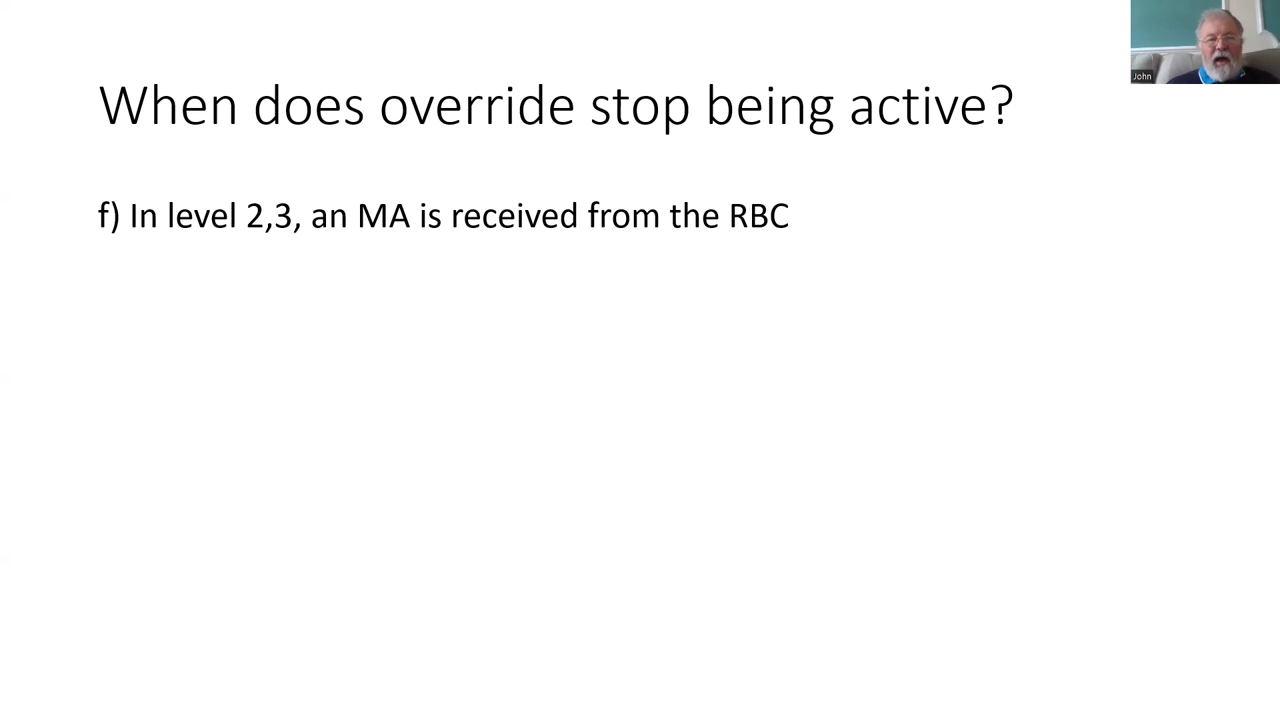 When does override stop being active?
f) In level 2,3, an MA is received from the RBC
John